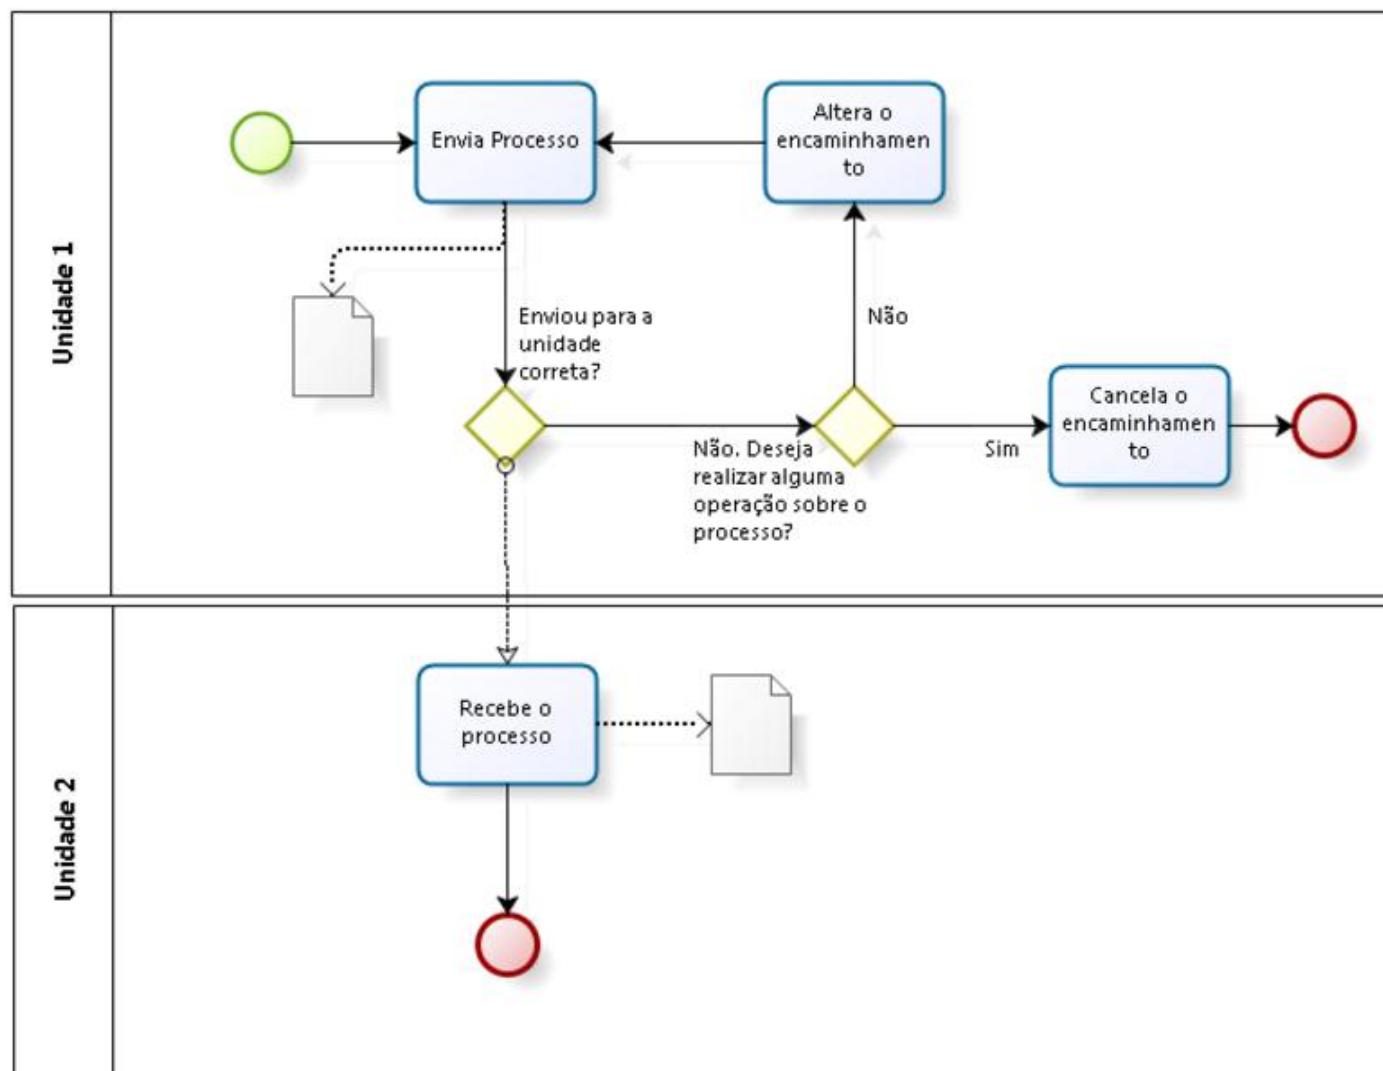 Unidade 1
Envia Processo
Altera o
encaminhamen
to
Enviou para a
unidade
correta?
Não
Não. Deseja
realizar alguma
operação sobre o
processo?
Sim
Cancela o
encaminhamen
to
Unidade 2
Recebe o
processo